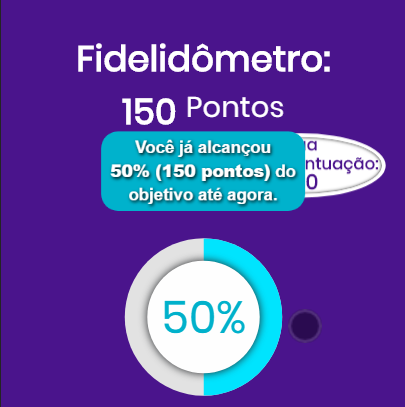 Fidelidômetro:
150 Pontos
Você já alcançou
50% (150 pontos) do
objetivo até agora.
50%